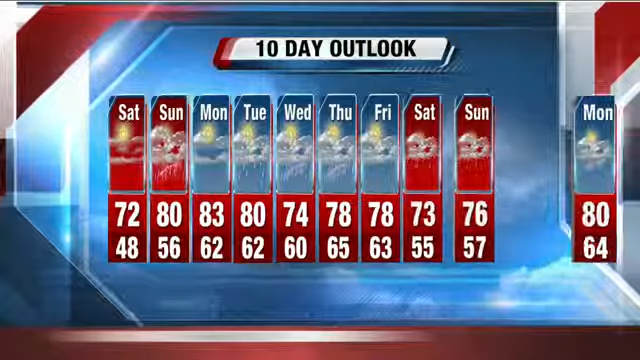 10 DAY OUTLOOK
Sat Sun Mon Tue Wed Thu Fri Sat Sun Mon
72 80 83 80 74 78 78 73 76 80
48 56 62 62 60 65 63 55 57 64